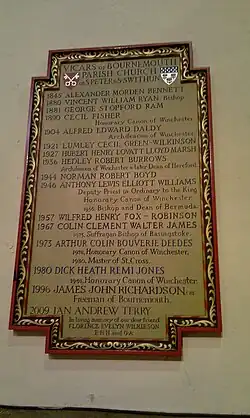 VICARS of BOURNEMOUTH
PARISH CHURCH
of S. PETER & S. SWITHUN
1845 ALEXANDER MORDEN BENNETT
1880 VINCENT WILLIAM RYAN, Bishop
1881 GEORGE STOPFORD RAM
1890 CECIL FISHER
Honorary Canon of Winchester
1904 ALFRED EDWARD DALDY
Archdeacon of Winchester
1921 LUMLEY CECIL GREEN-WILKINSON
1927 HUBERT HENRY LOVATT LLOYD MARSH
1936 HEDLEY ROBERT BURROWS
Archdeacon of Winchester & later Dean of Hereford.
1944 NORMAN ROBERT BOYD
1946 ANTHONY LEWIS ELLIOTT WILLIAMS
Deputy Priest in Ordinary to the King
Honorary Canon of Winchester
1956 Bishop and Dean of Bermuda.
1957 WILFRED HENRY FOX-ROBINSON
1967 COLIN CLEMENT WALTER JAMES
1973, Suffragan Bishop of Basingstoke.
1973 ARTHUR COLIN BOUVERIE DEEDES
Honorary Canon of Winchester,
1980, Master of St. Cross.
1980 DICK HEATH REMI JONES
Honorary Canon of Winchester
1996 JAMES JOHN RICHARDSON
Freeman of Bournemouth
2009 IAN ANDREW TERRY
In loving memory of our dear friend
FLORENCE EVELYN WILKIESON